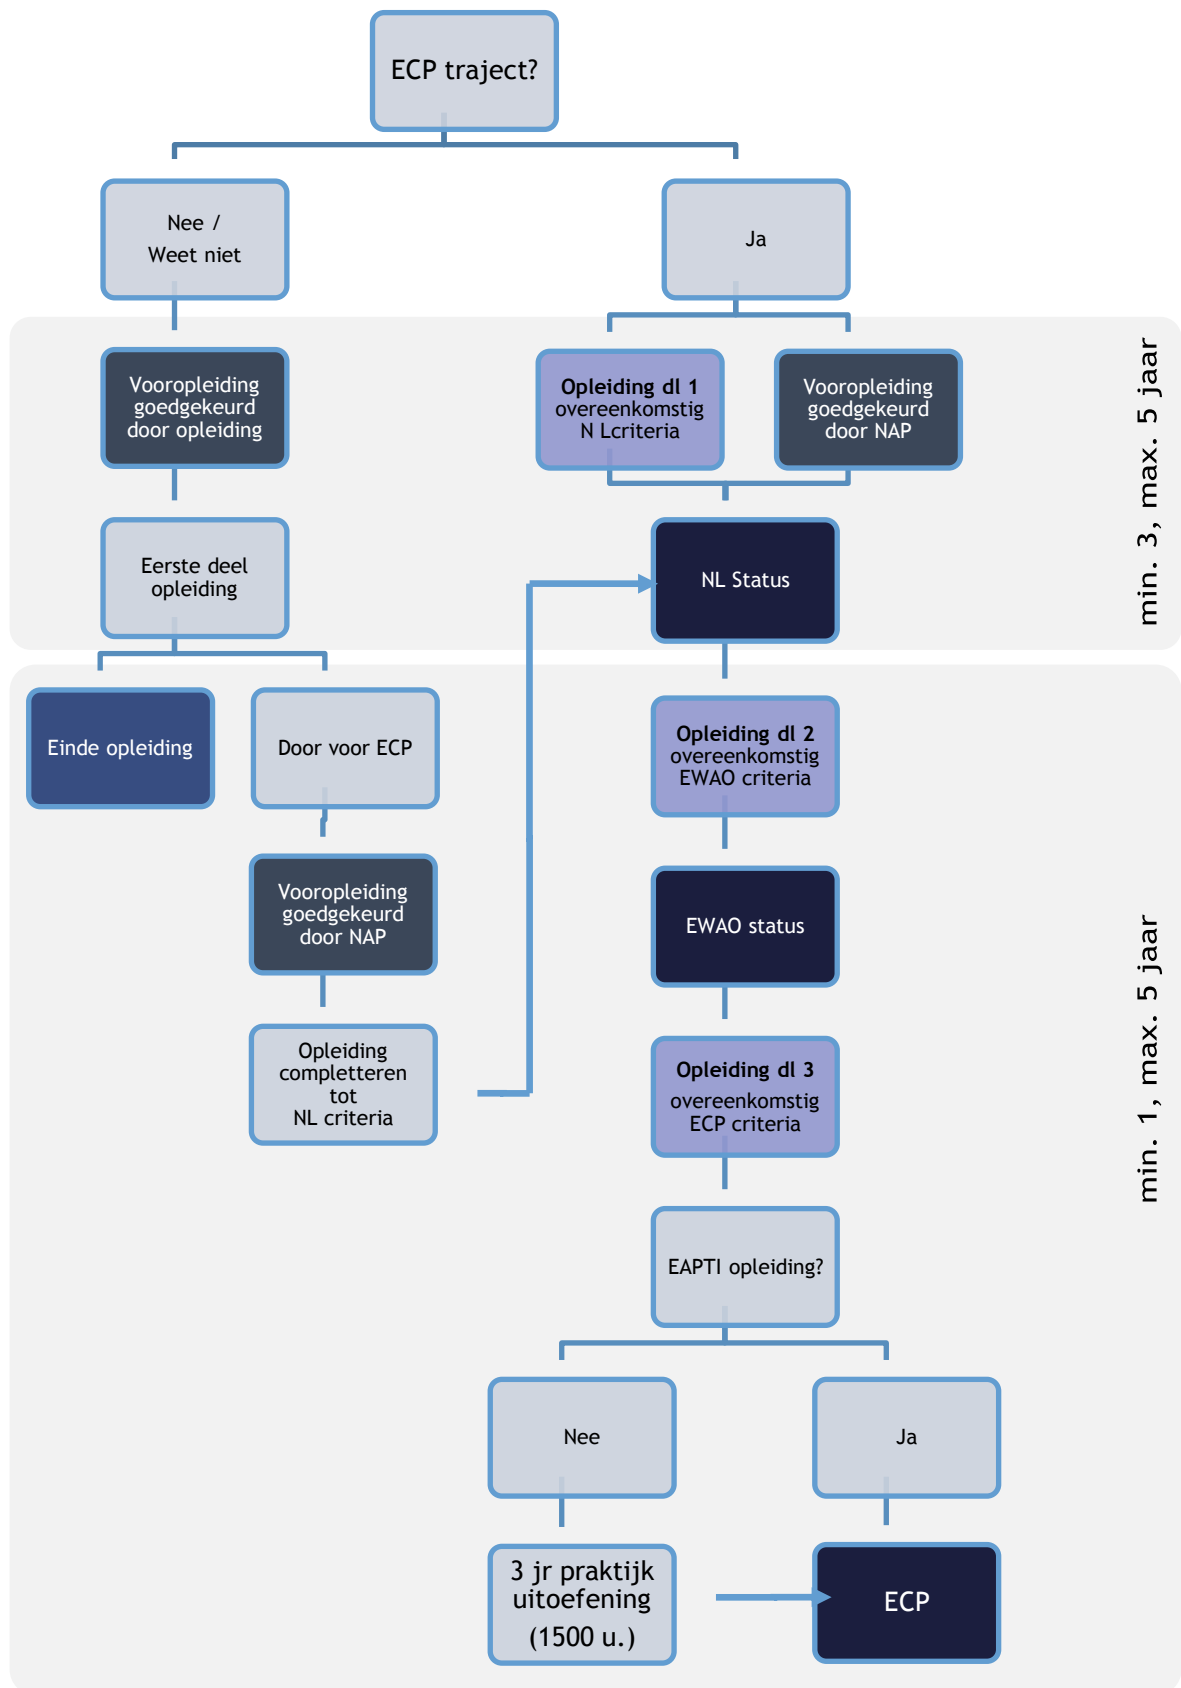 ECP traject?
Nee /
Weet niet
Ja
Vooropleiding
goedgekeurd
door opleiding
Opleiding dl 1
overeenkomstig
N Lcriteria
Vooropleiding
goedgekeurd
door NAP
min. 3, max. 5 jaar
Eerste deel
opleiding
NL Status
Einde opleiding
Door voor ECP
Opleiding dl 2
overeenkomstig
EWAO criteria
Vooropleiding
goedgekeurd
door NAP
EWAO status
min. 1, max. 5 jaar
Opleiding
completteren
tot
NL criteria
Opleiding dl 3
overeenkomstig
ECP criteria
EAPTI opleiding?
Nee
Ja
3 jr praktijk
uitoefening
(1500 u.)
ECP